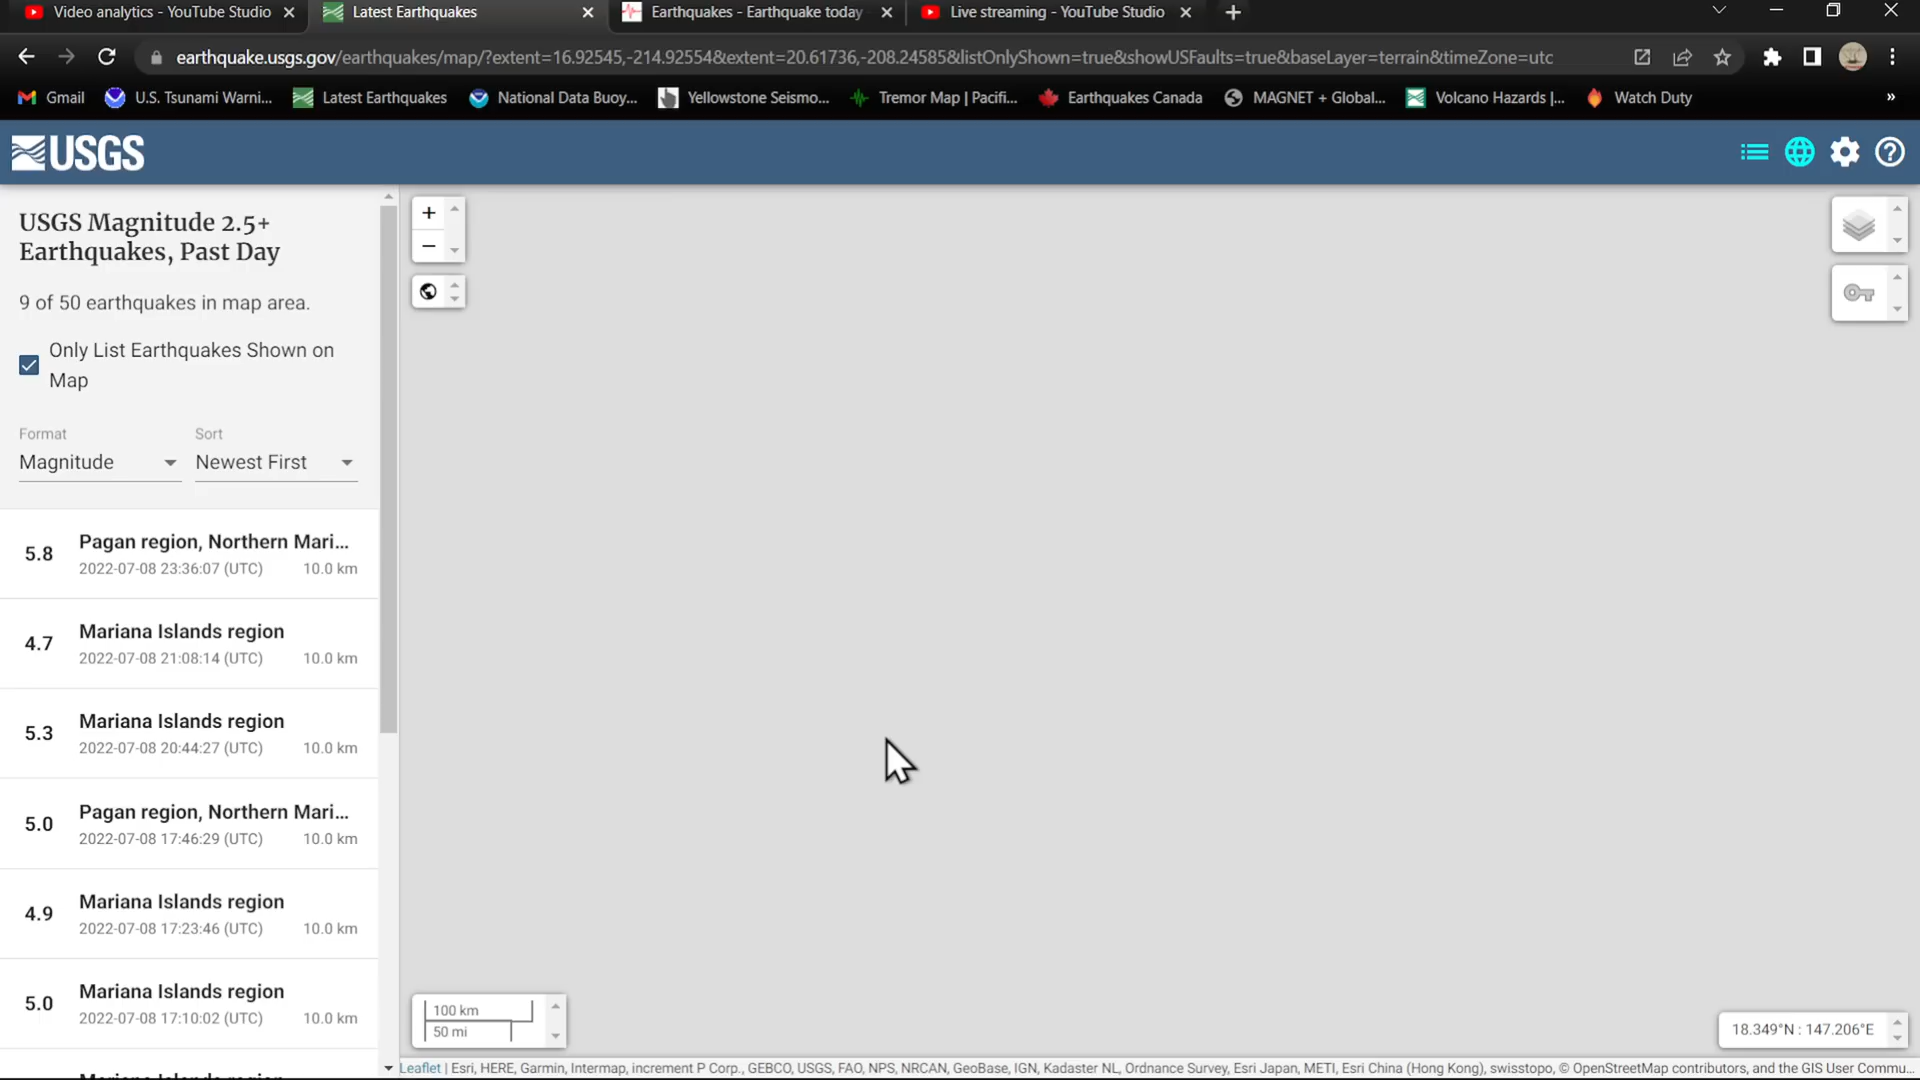 Video analytics - YouTube Studio
Latest Earthquakes
Earthquakes - Earthquake today
Live streaming - YouTube Studio
earthquake.usgs.gov/earthquakes/map/?extent=16.92545,-214.92554&extent=20.61736,-208.24585&listOnlyShown=true&showUSFaults=true&baseLayer=terrain&timeZone=utc
Gmail
U.S. Tsunami Warni...
Latest Earthquakes
National Data Buoy...
Yellowstone Seismo...
Tremor Map | Pacifi...
Earthquakes Canada
MAGNET + Global...
Volcano Hazards |...
Watch Duty
»
USGS
USGS Magnitude 2.5+
Earthquakes, Past Day
9 of 50 earthquakes in map area.
Only List Earthquakes Shown on
Map
Format
Sort
Magnitude
Newest First
5.8
Pagan region, Northern Mari...
2022-07-08 23:36:07 (UTC) 10.0 km
4.7
Mariana Islands region
2022-07-08 21:08:14 (UTC) 10.0 km
5.3
Mariana Islands region
2022-07-08 20:44:27 (UTC) 10.0 km
5.0
Pagan region, Northern Mari...
2022-07-08 17:46:29 (UTC) 10.0 km
4.9
Mariana Islands region
2022-07-08 17:23:46 (UTC) 10.0 km
5.0
Mariana Islands region
2022-07-08 17:10:02 (UTC) 10.0 km
+
−
100 km
50 mi
18.349°N : 147.206°E
Leaflet | Esri, HERE, Garmin, Intermap, increment P Corp., GEBCO, USGS, FAO, NPS, NRCAN, GeoBase, IGN, Kadaster NL, Ordnance Survey, Esri Japan, METI, Esri China (Hong Kong), swisstopo, © OpenStreetMap contributors, and the GIS User Commu...